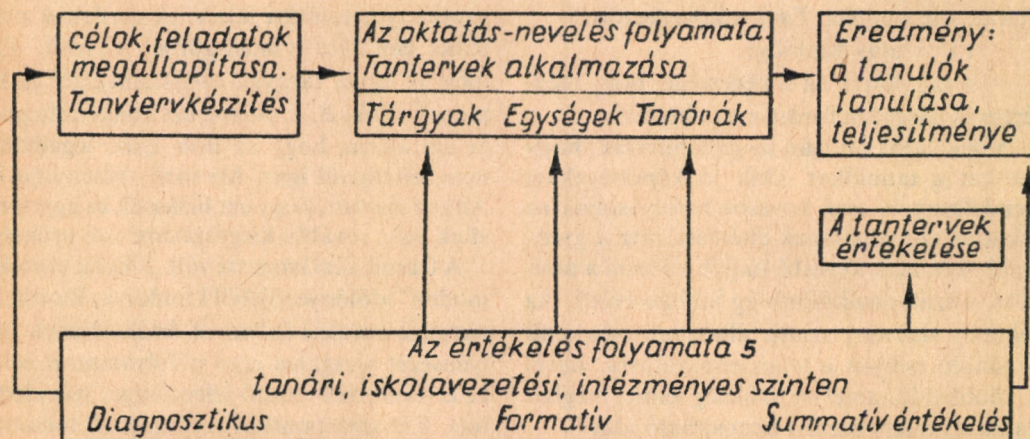 célok, feladatok
megállapítása.
Tanvtervkészítés
Az oktatás-nevelés folyamata.
Tantervek alkalmazása
Tárgyak Egységek Tanórák
Eredmény:
a tanulók
tanulása,
teljesítménye
A tantervek
értékelése
Az értékelés folyamata 5
tanári, iskolavezetési, intézményes szinten
Diagnosztikus Formatív Summatív értékelés